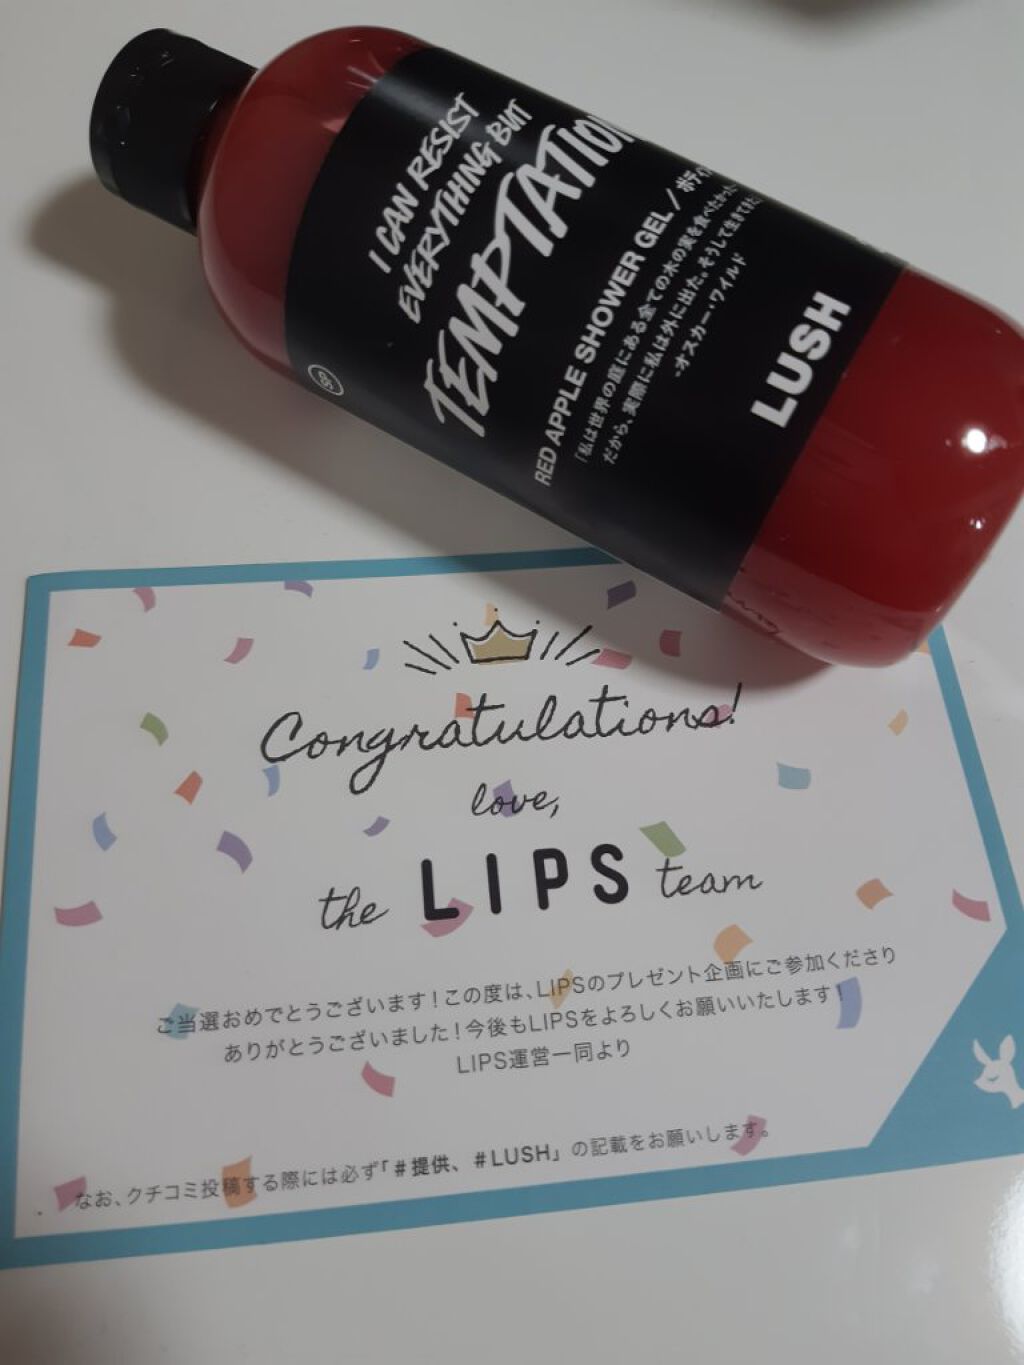 I CAN RESIST
EVERYTHING BUT
TEMPTATION
RED APPLE SHOWER GEL / ボディ
「私は世界の庭にある全ての木の実を食べたかった
だから、実際に私は外に出た。そうして生きてきた
-オスカー・ワイルド
LUSH
Congratulations!
love,
the LIPS team
ご当選おめでとうございます！この度は、LIPSのプレゼント企画にご参加くださり
ありがとうございました！今後もLIPSをよろしくお願いいたします！
LIPS運営一同より
なお、クチコミ投稿する際には必ず「＃提供、＃LUSH」の記載をお願いします。